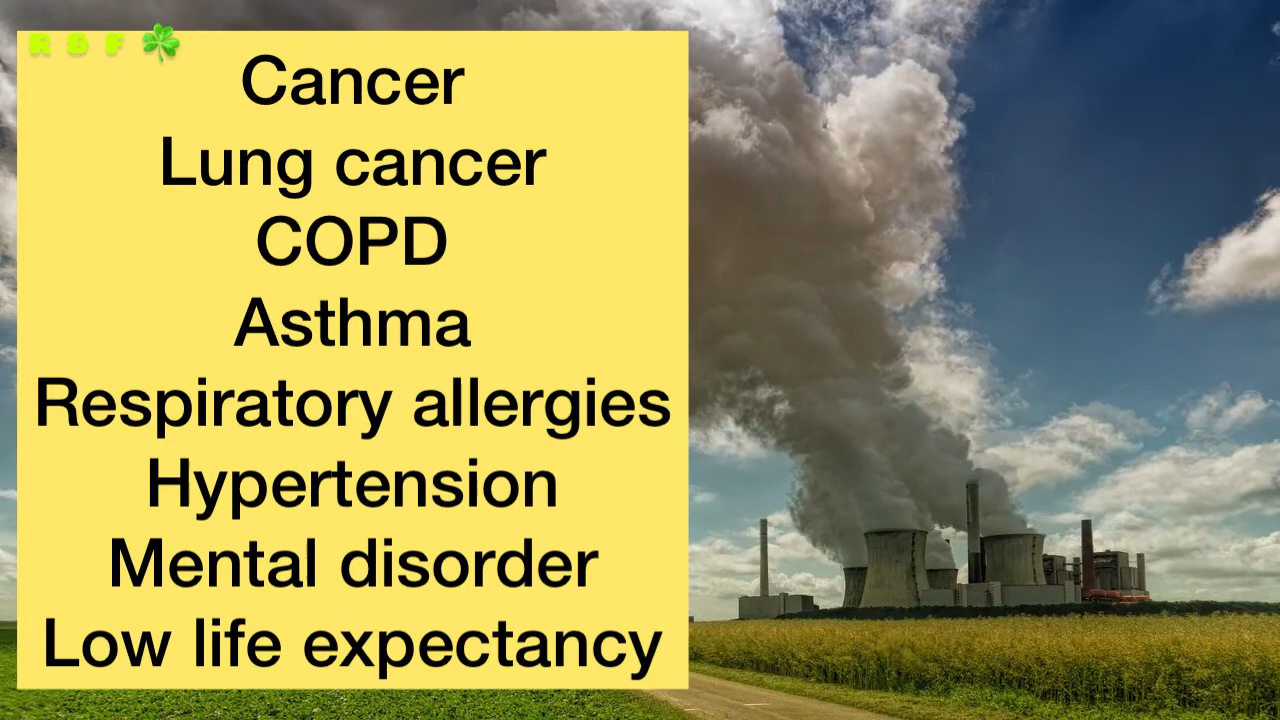 R & F
Cancer
Lung cancer
COPD
Asthma
Respiratory allergies
Hypertension
Mental disorder
Low life expectancy